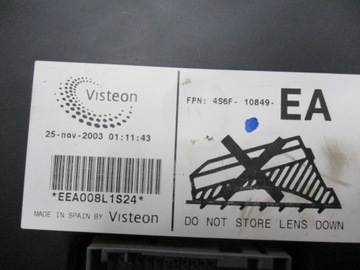 Visteon
25-nov-2003 01:11:43
*EEA008L1S24*
MADE IN SPAIN BY Visteon
FPN: 4S6F- 10849- EA
DO NOT STORE LENS DOWN